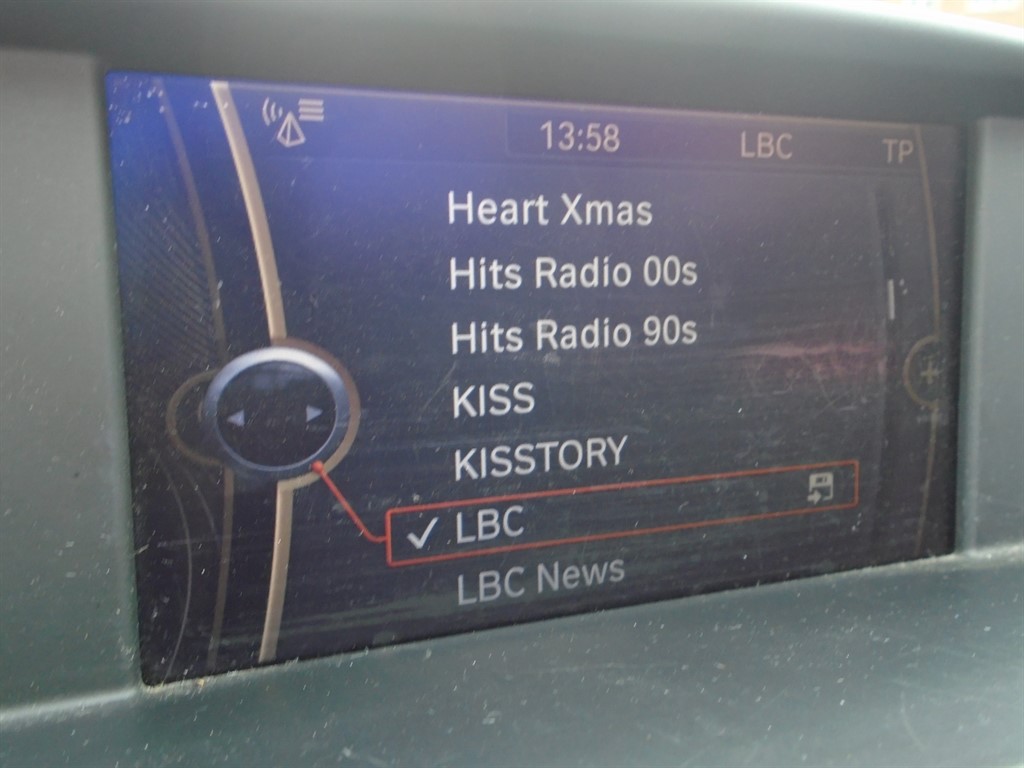 13:58 LBC TP
Heart Xmas
Hits Radio 00s
Hits Radio 90s
KISS
KISSTORY
LBC
LBC News